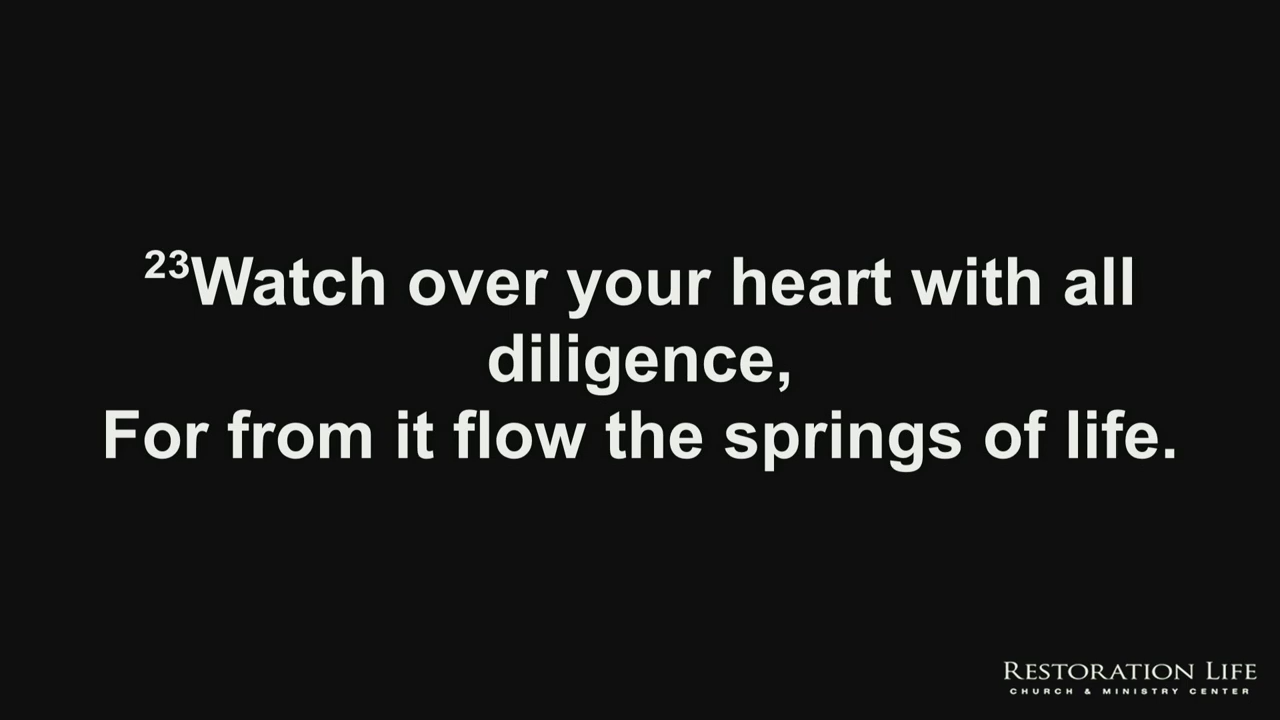 ²³Watch over your heart with all
diligence,
For from it flow the springs of life.
RESTORATION LIFE
CHURCH & MINISTRY CENTER